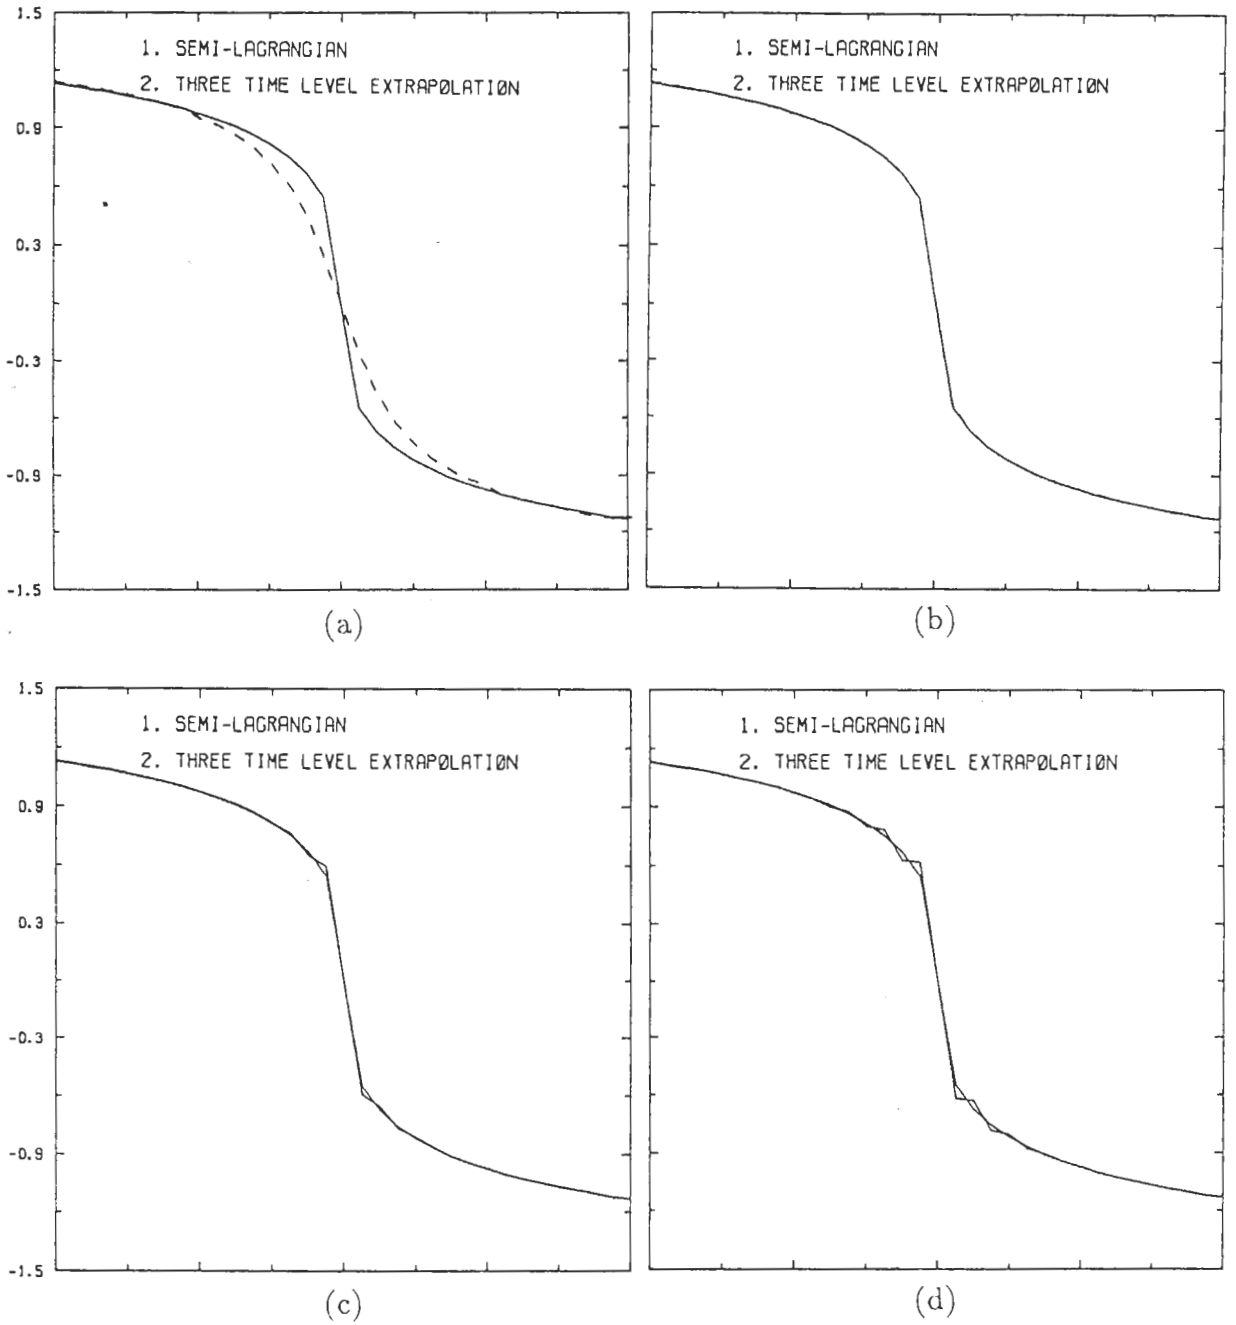 1.5
1. SEMI-LAGRANGIAN
2. THREE TIME LEVEL EXTRAPØLATIØN
0.9
0.3
-0.3
-0.9
-1.5
(a)
1. SEMI-LAGRANGIAN
2. THREE TIME LEVEL EXTRAPØLATIØN
(b)
1.5
1. SEMI-LAGRANGIAN
2. THREE TIME LEVEL EXTRAPØLATIØN
0.9
0.3
-0.3
-0.9
-1.5
(c)
1. SEMI-LAGRANGIAN
2. THREE TIME LEVEL EXTRAPØLATIØN
(d)